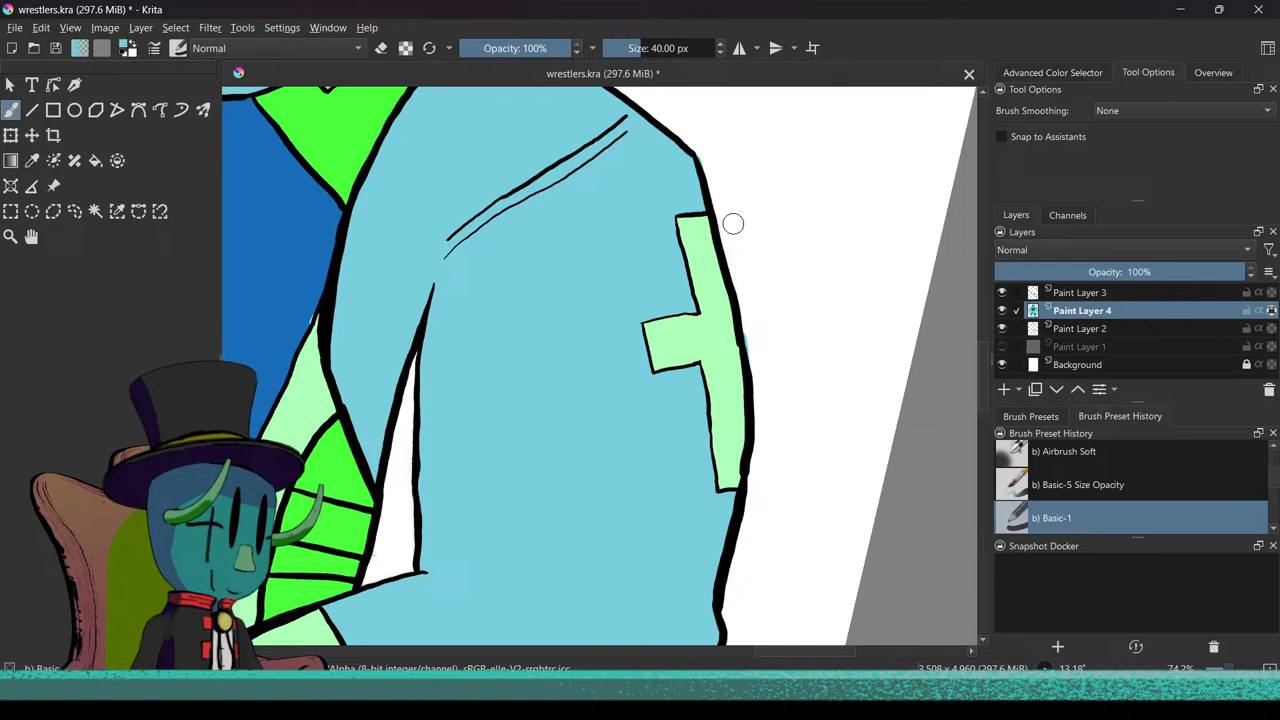 wrestlers.kra (297.6 MiB) * - Krita
File Edit View Image Layer Select Filter Tools Settings Window Help
Normal Opacity: 100% Size: 40.00 px
wrestlers.kra (297.6 MiB) *
Advanced Color Selector Tool Options Overview
Tool Options
Brush Smoothing: None
Snap to Assistants
Layers Channels
Layers
Normal
Opacity: 100%
Paint Layer 3
Paint Layer 4
Paint Layer 2
Paint Layer 1
Background
Brush Presets Brush Preset History
Brush Preset History
b) Airbrush Soft
b) Basic-5 Size Opacity
b) Basic-1
Snapshot Docker